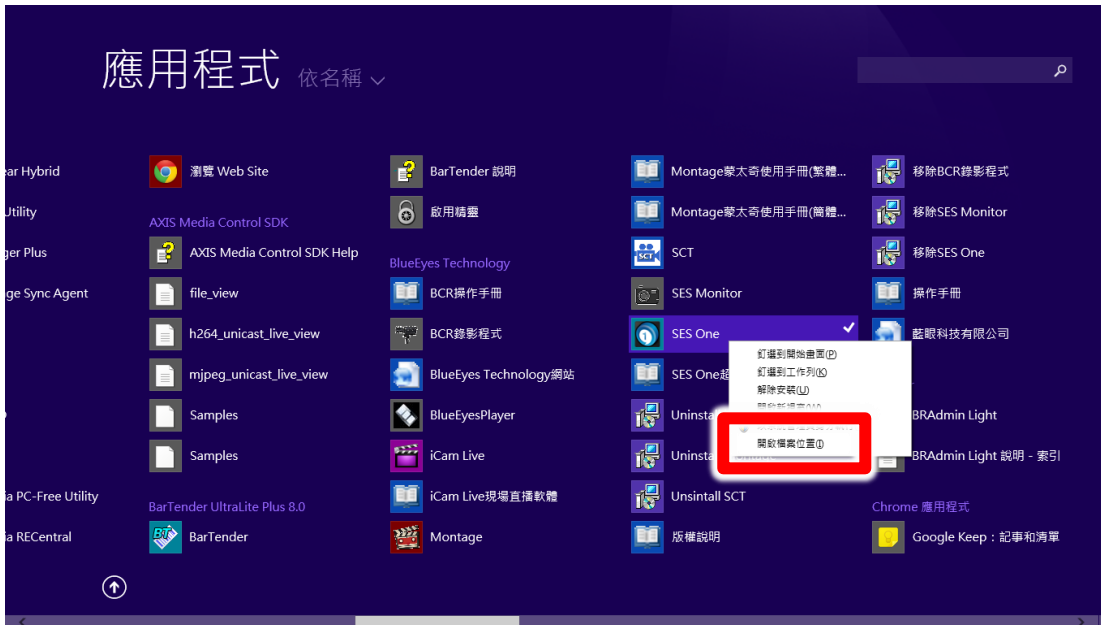 應用程式 依名稱
ear Hybrid
Utility
ger Plus
ge Sync Agent
ia PC-Free Utility
ia RECentral
瀏覽 Web Site
AXIS Media Control SDK
AXIS Media Control SDK Help
file_view
h264_unicast_live_view
mjpeg_unicast_live_view
Samples
Samples
BarTender UltraLite Plus 8.0
BarTender
BarTender 說明
啟用精靈
BlueEyes Technology
BCR操作手冊
BCR錄影程式
BlueEyes Technology網站
BlueEyesPlayer
iCam Live
iCam Live現場直播軟體
Montage
Montage蒙太奇使用手冊(繁體...
Montage蒙太奇使用手冊(簡體...
SCT
SES Monitor
SES One
SES One超
Uninstal
Uninsta
Unsintall SCT
版權說明
釘選到開始畫面(P)
釘選到工作列(K)
解除安裝(U)
開啟檔案位置(I)
移除BCR錄影程式
移除SES Monitor
移除SES One
操作手冊
藍眼科技有限公司
BRAdmin Light
BRAdmin Light 說明 - 索引
Chrome 應用程式
Google Keep：記事和清單